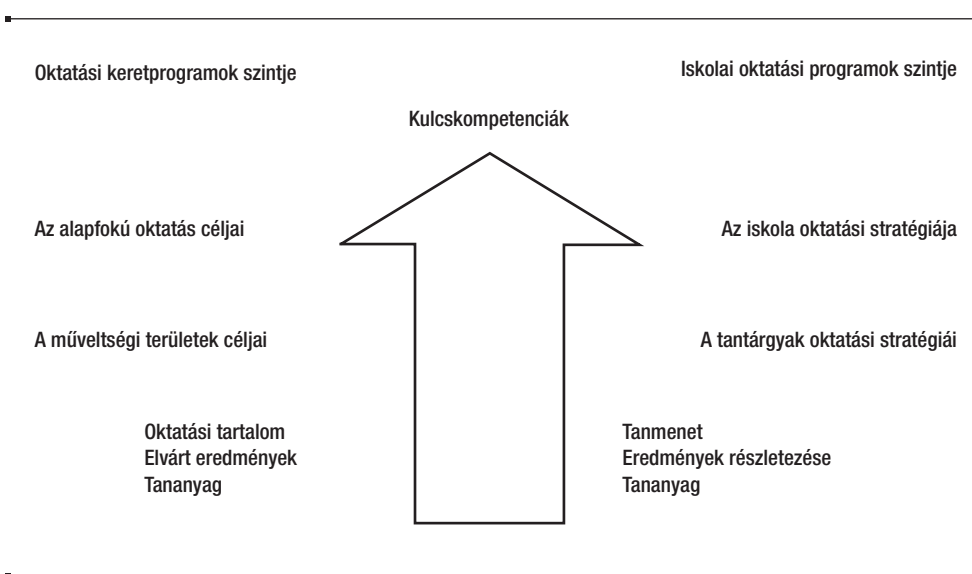 Oktatási keretprogramok szintje
Iskolai oktatási programok szintje
Kulcskompetenciák
Az alapfokú oktatás céljai
Az iskola oktatási stratégiája
A műveltségi területek céljai
A tantárgyak oktatási stratégiái
Oktatási tartalom
Elvárt eredmények
Tananyag
Tanmenet
Eredmények részletezése
Tananyag